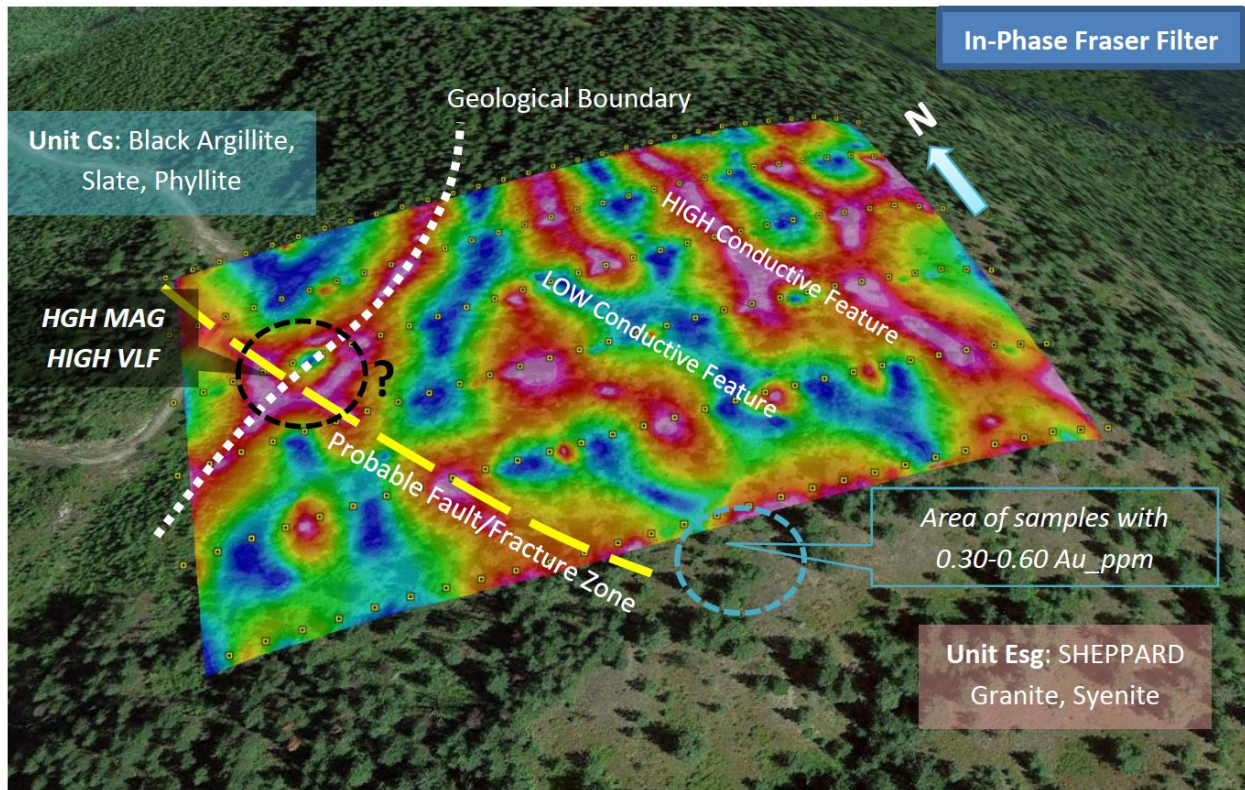 In-Phase Fraser Filter
Geological Boundary
N
Unit Cs: Black Argillite,
Slate, Phyllite
HIGH Conductive Feature
LOW Conductive Feature
HGH MAG
HIGH VLF
?
Probable Fault/Fracture Zone
Area of samples with
0.30-0.60 Au_ppm
Unit Esg: SHEPPARD
Granite, Syenite